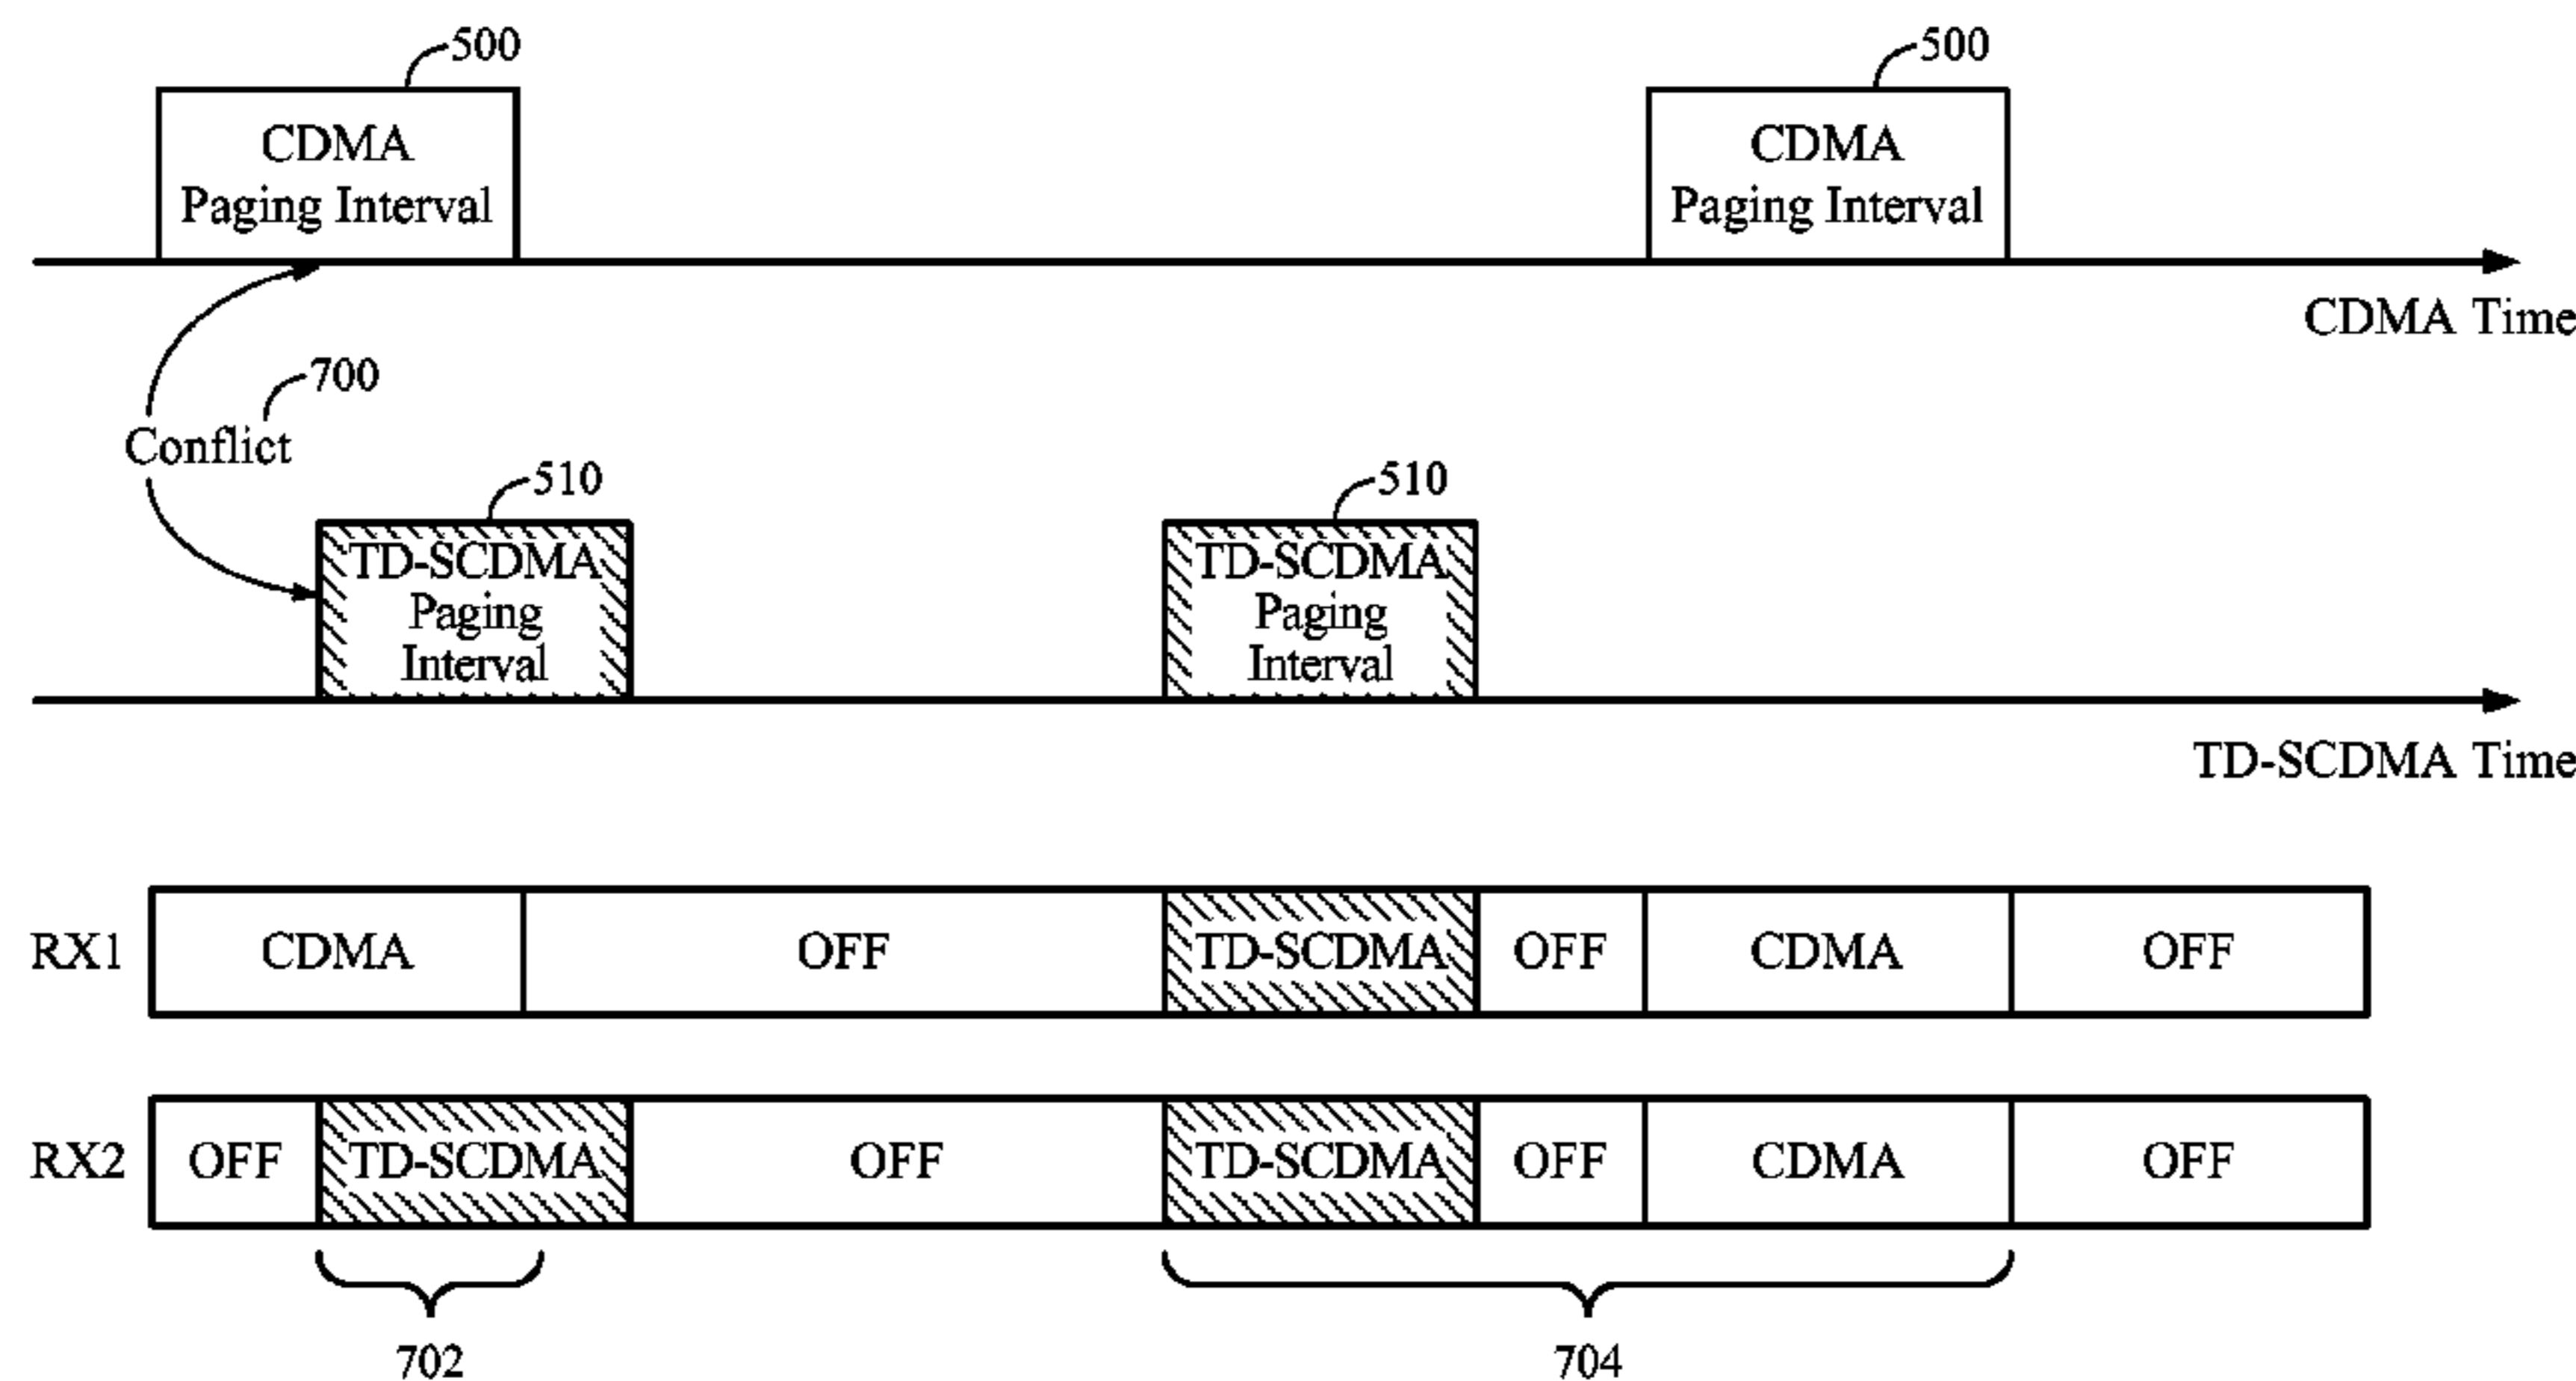 500
500
CDMA
Paging Interval
CDMA
Paging Interval
CDMA Time
700
Conflict
510
510
TD-SCDMA
Paging
Interval
TD-SCDMA
Paging
Interval
TD-SCDMA Time
RX1
CDMA
OFF
TD-SCDMA
OFF
CDMA
OFF
RX2
OFF
TD-SCDMA
OFF
TD-SCDMA
OFF
CDMA
OFF
702
704